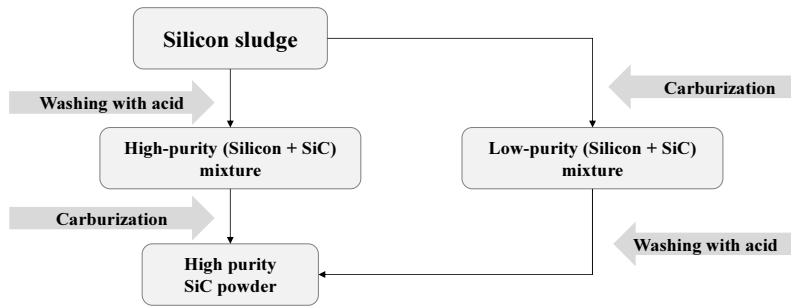 Silicon sludge
Washing with acid
Carburization
High-purity (Silicon + SiC)
mixture
Low-purity (Silicon + SiC)
mixture
Carburization
Washing with acid
High purity
SiC powder